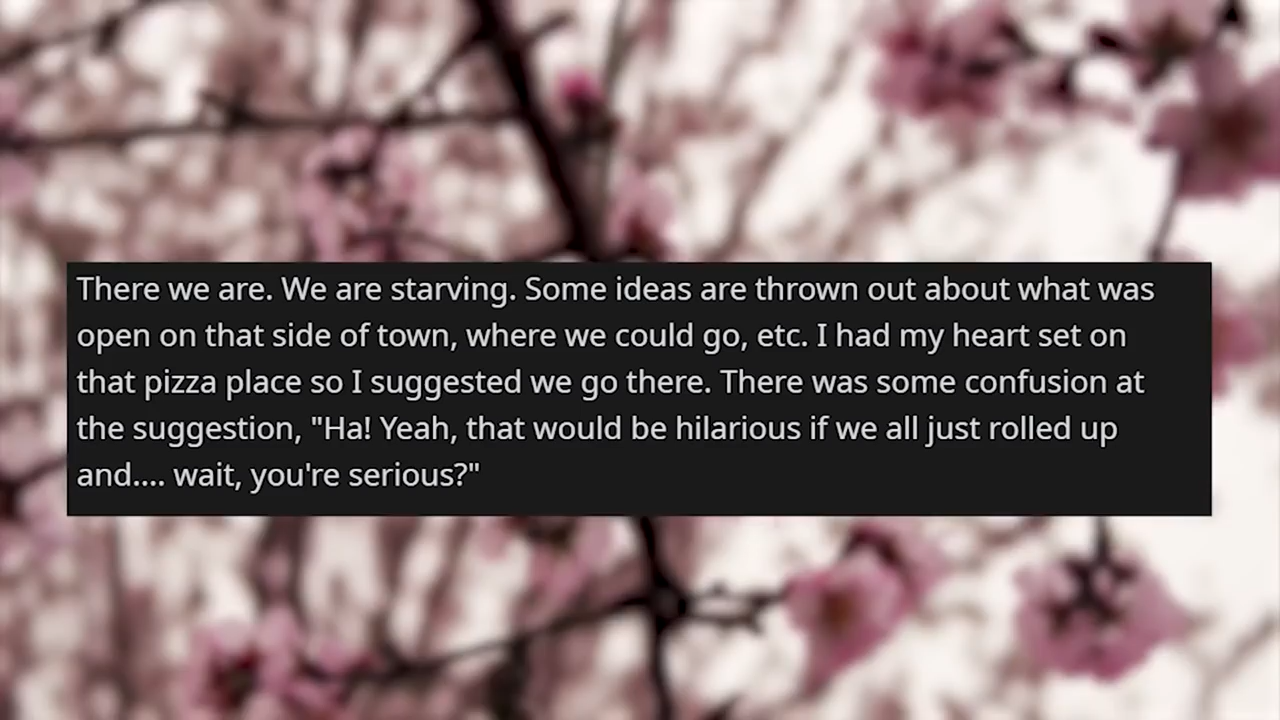 There we are. We are starving. Some ideas are thrown out about what was
open on that side of town, where we could go, etc. I had my heart set on
that pizza place so I suggested we go there. There was some confusion at
the suggestion, "Ha! Yeah, that would be hilarious if we all just rolled up
and.... wait, you're serious?"